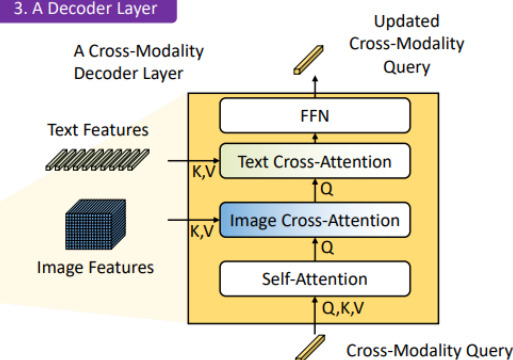 3. A Decoder Layer
A Cross-Modality
Decoder Layer
Updated
Cross-Modality
Query
FFN
Text Features
Text Cross-Attention
K,V
Q
Image Cross-Attention
K,V
Q
Image Features
Self-Attention
Q,K,V
Cross-Modality Query